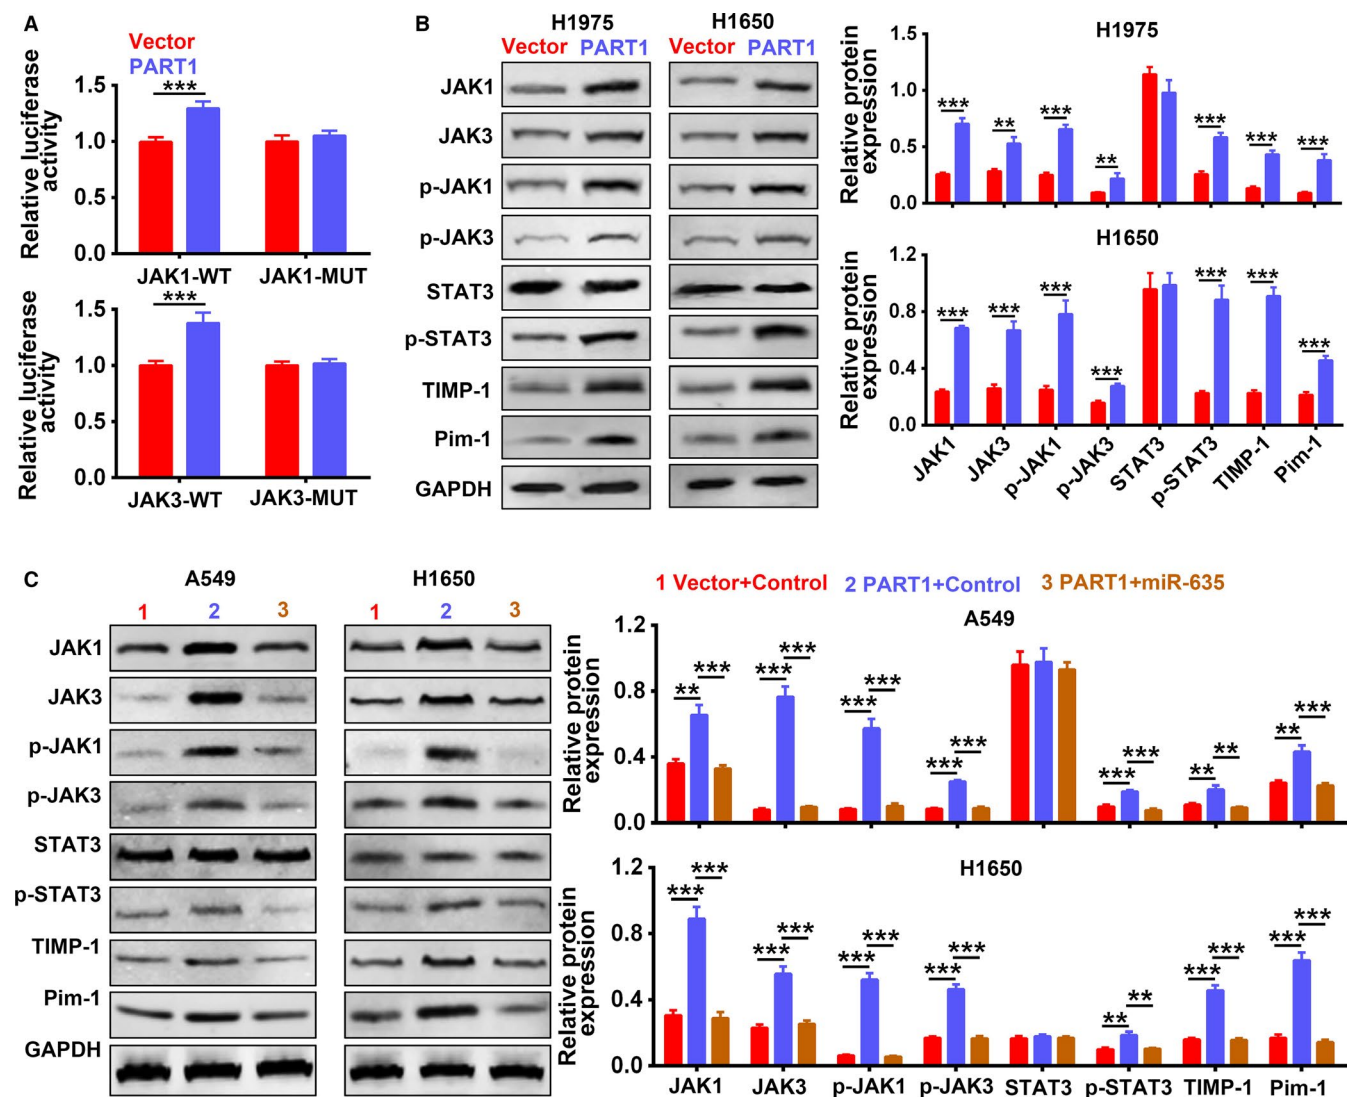 A
Vector
PART1
Relative luciferase
activity
1.5
1.0
0.5
0.0
***
JAK1-WT JAK1-MUT
Relative luciferase
activity
1.5
1.0
0.5
0.0
***
JAK3-WT JAK3-MUT
B
H1975 H1650
Vector PART1 Vector PART1
JAK1
JAK3
p-JAK1
p-JAK3
STAT3
p-STAT3
TIMP-1
Pim-1
GAPDH
H1975
Relative protein
expression
1.5
1.0
0.5
0.0
*** ** *** ** *** *** ***
H1650
Relative protein
expression
1.2
0.8
0.4
0.0
*** *** *** *** *** *** ***
JAK1 JAK3 p-JAK1 p-JAK3 STAT3 p-STAT3 TIMP-1 Pim-1
C
A549 H1650
1 2 3 1 2 3
JAK1
JAK3
p-JAK1
p-JAK3
STAT3
p-STAT3
TIMP-1
Pim-1
GAPDH
1 Vector+Control 2 PART1+Control 3 PART1+miR-635
A549
Relative protein
expression
1.2
0.8
0.4
0.0
** *** *** *** *** *** *** *** *** *** ** ** ** ***
H1650
Relative protein
expression
1.2
0.8
0.4
0.0
*** *** *** *** *** *** *** *** ** ** *** *** *** ***
JAK1 JAK3 p-JAK1 p-JAK3 STAT3 p-STAT3 TIMP-1 Pim-1